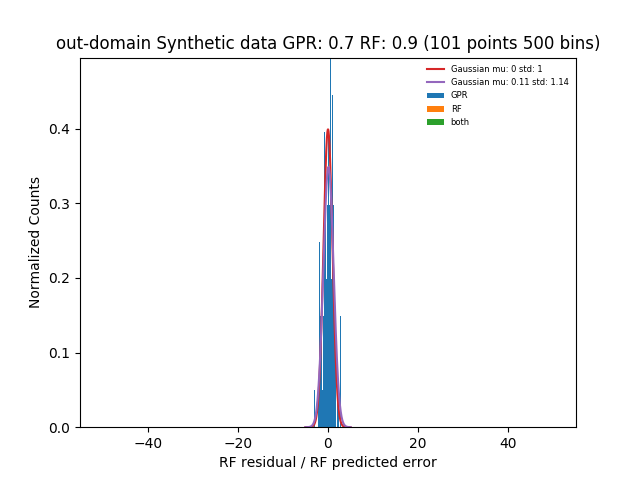 out-domain Synthetic data GPR: 0.7 RF: 0.9 (101 points 500 bins)
Gaussian mu: 0 std: 1
Gaussian mu: 0.11 std: 1.14
GPR
RF
both
Normalized Counts
0.4
0.3
0.2
0.1
0.0
−40
−20
0
20
40
RF residual / RF predicted error